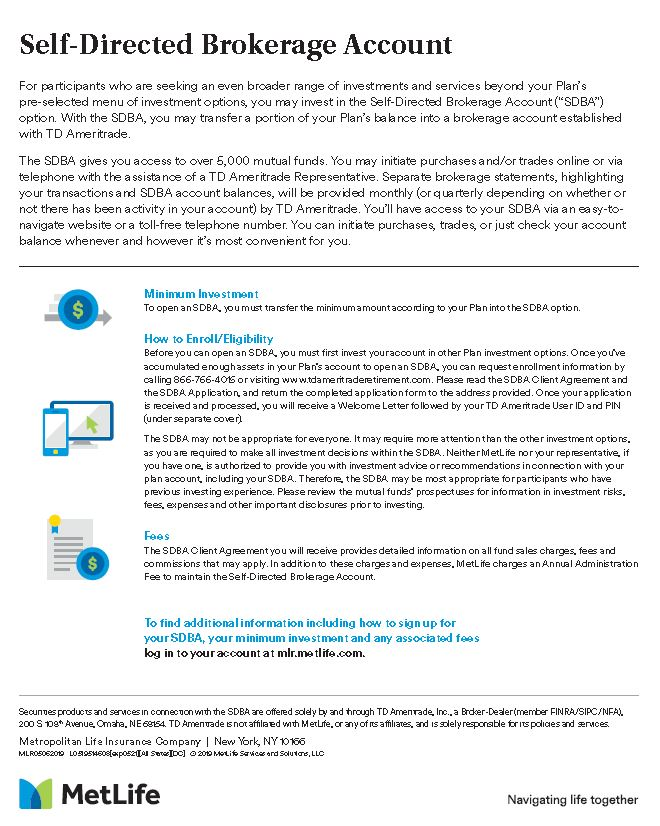 Self-Directed Brokerage Account
For participants who are seeking an even broader range of investments and services beyond your Plan's
pre-selected menu of investment options, you may invest in the Self-Directed Brokerage Account ("SDBA")
option. With the SDBA, you may transfer a portion of your Plan's balance into a brokerage account established
with TD Ameritrade.
The SDBA gives you access to over 5,000 mutual funds. You may initiate purchases and/or trades online or via
telephone with the assistance of a TD Ameritrade Representative. Separate brokerage statements, highlighting
your transactions and SDBA account balances, will be provided monthly (or quarterly depending on whether or
not there has been activity in your account) by TD Ameritrade. You'll have access to your SDBA via an easy-to-
navigate website or a toll-free telephone number. You can initiate purchases, trades, or just check your account
balance whenever and however it's most convenient for you.
Minimum Investment
To open an SDBA, you must transfer the minimum amount according to your Plan into the SDBA option.
How to Enroll/Eligibility
Before you can open an SDBA, you must first invest your account in other Plan investment options. Once you've
accumulated enough assets in your Plan's account to open an SDBA, you can request enrollment information by
calling 866-766-4015 or visiting www.tdameritraderetirement.com. Please read the SDBA Client Agreement and
the SDBA Application, and return the completed application form to the address provided. Once your application
is received and processed, you will receive a Welcome Letter followed by your TD Ameritrade User ID and PIN
(under separate cover).
The SDBA may not be appropriate for everyone. It may require more attention than the other investment options,
as you are required to make all investment decisions within the SDBA. Neither MetLife nor your representative, if
you have one, is authorized to provide you with investment advice or recommendations in connection with your
plan account, including your SDBA. Therefore, the SDBA may be most appropriate for participants who have
previous investing experience. Please review the mutual funds' prospectuses for information in investment risks,
fees, expenses and other important disclosures prior to investing.
Fees
The SDBA Client Agreement you will receive provides detailed information on all fund sales charges, fees and
commissions that may apply. In addition to these charges and expenses, MetLife charges an Annual Administration
Fee to maintain the Self-Directed Brokerage Account.
To find additional information including how to sign up for
your SDBA, your minimum investment and any associated fees
log in to your account at mlr.metlife.com.
Securities products and services in connection with the SDBA are offered solely by and through TD Ameritrade, Inc., a Broker-Dealer (member FINRA/SIPC/NFA),
200 S 108th Avenue, Omaha, NE 68154. TD Ameritrade is not affiliated with MetLife, or any of its affiliates, and is solely responsible for its policies and services.
Metropolitan Life Insurance Company | New York, NY 10166
MLR05062019 L0519514608[exp0521][All States][DC] © 2019 MetLife Services and Solutions, LLC
MetLife
Navigating life together